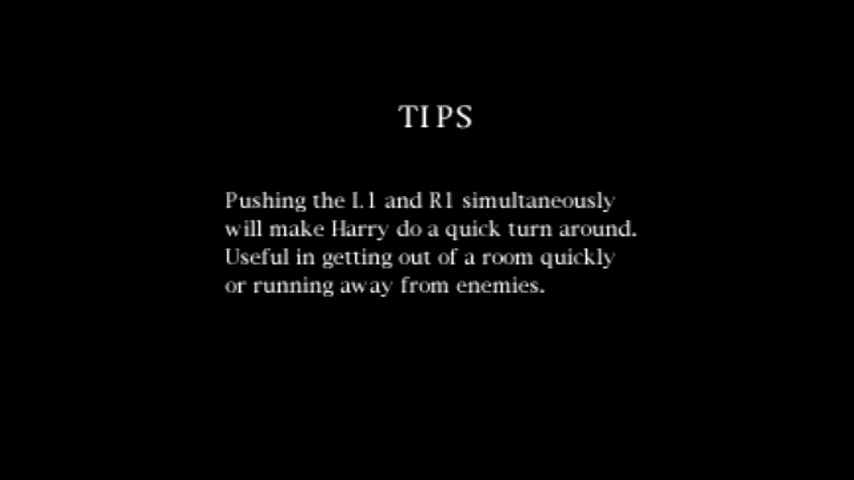 TIPS
Pushing the L1 and R1 simultaneously
will make Harry do a quick turn around.
Useful in getting out of a room quickly
or running away from enemies.